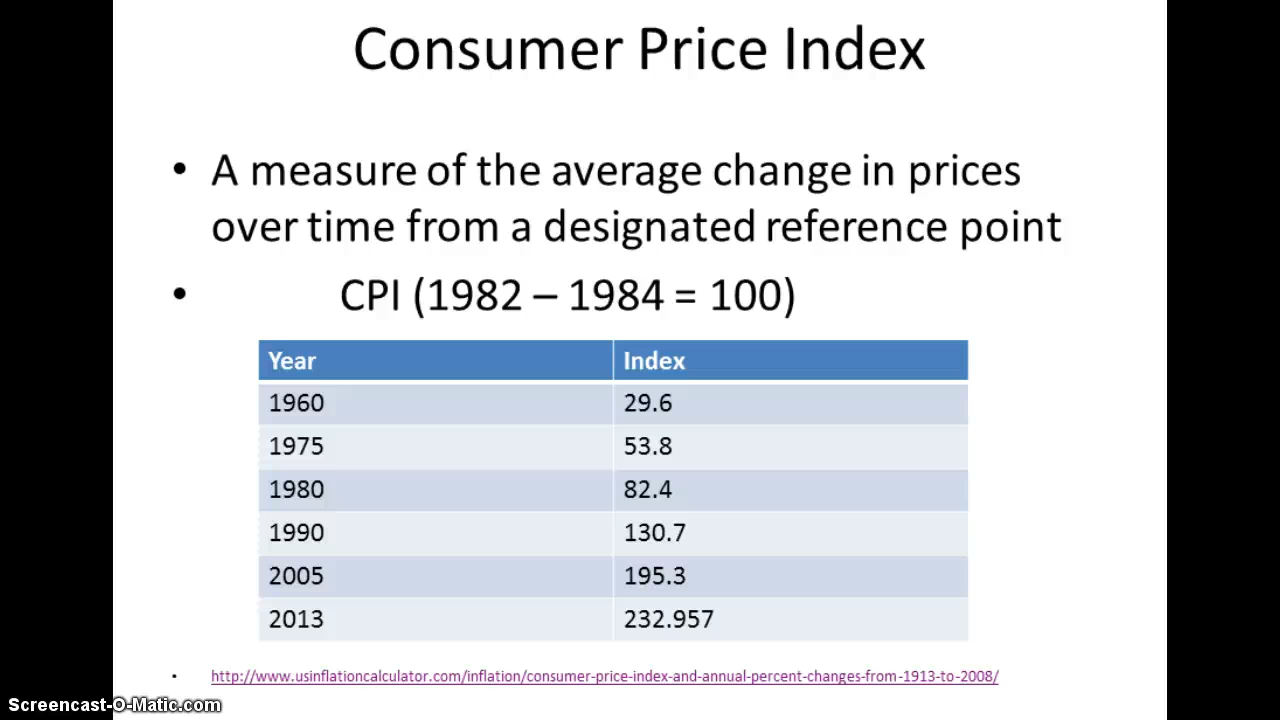 Consumer Price Index
• A measure of the average change in prices
over time from a designated reference point
• CPI (1982 – 1984 = 100)
Year Index
1960 29.6
1975 53.8
1980 82.4
1990 130.7
2005 195.3
2013 232.957
• http://www.usinflationcalculator.com/inflation/consumer-price-index-and-annual-percent-changes-from-1913-to-2008/
Screencast-O-Matic.com